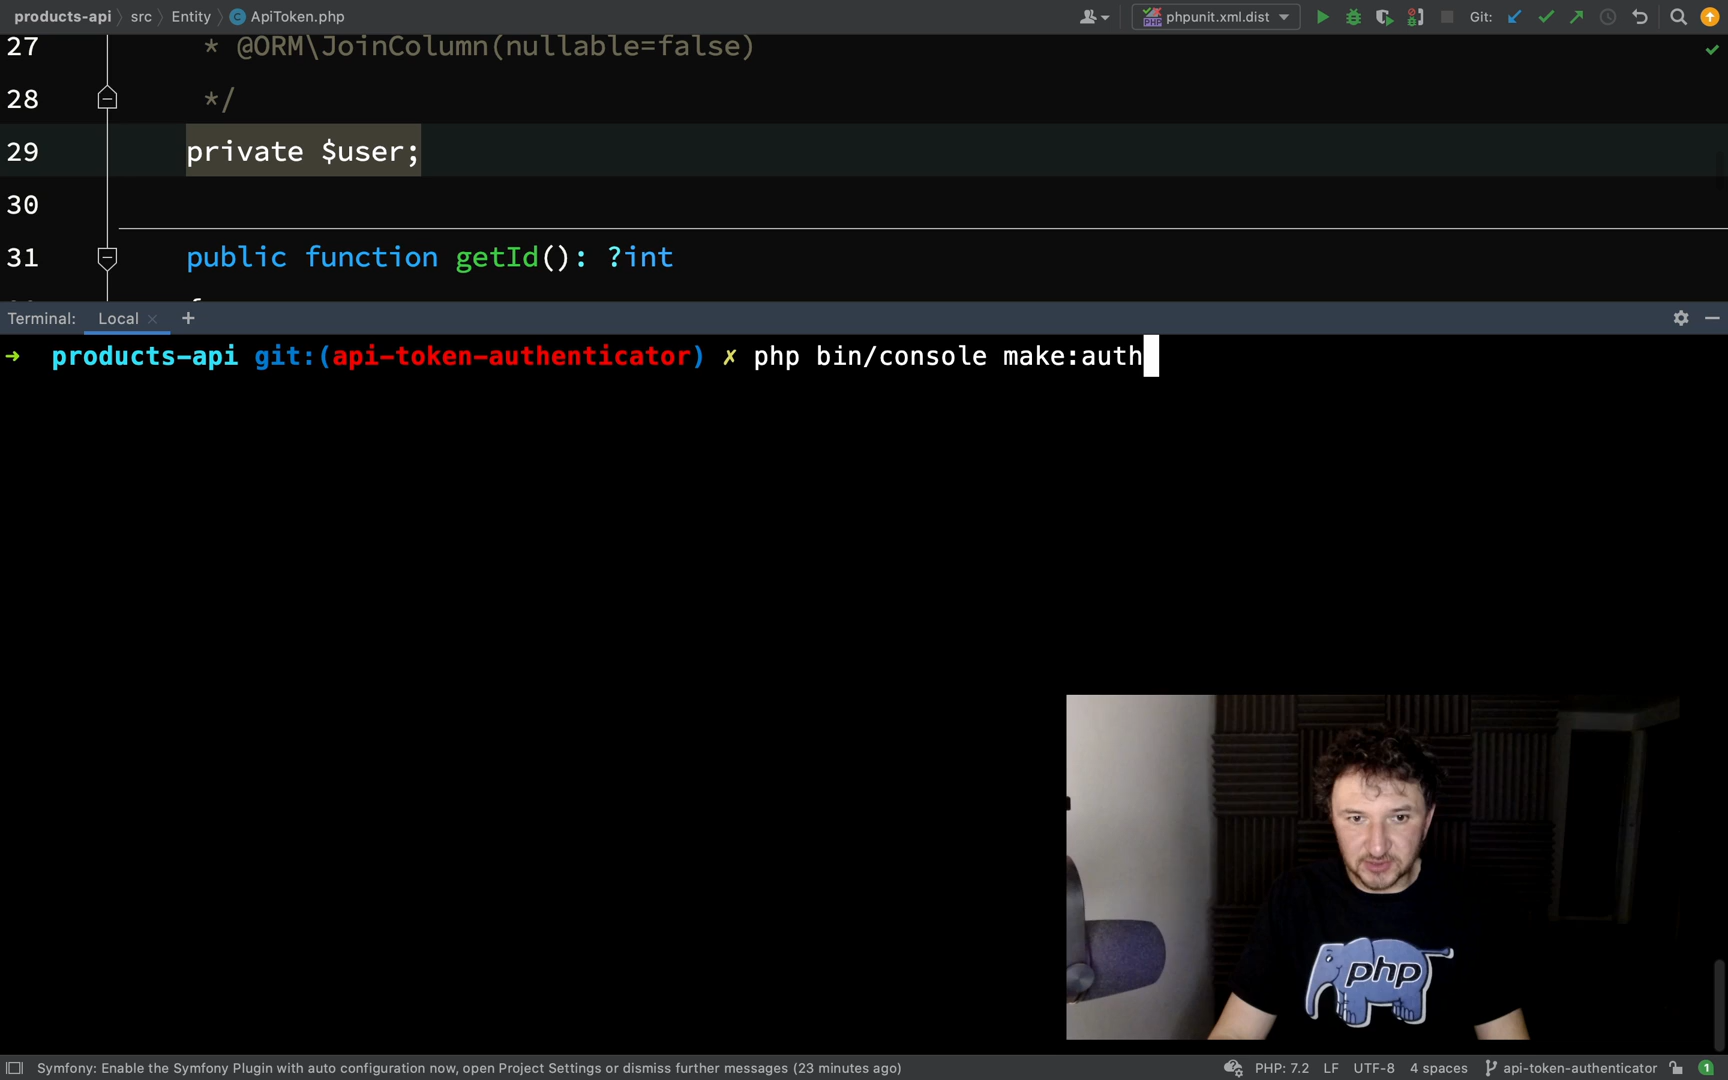 products-api src Entity ApiToken.php phpunit.xml.dist Git:
27 * @ORM\JoinColumn(nullable=false)
28 */
29 private $user;
30
31 public function getId(): ?int
Terminal: Local +
→ products-api git:(api-token-authenticator) ✗ php bin/console make:auth
php
Symfony: Enable the Symfony Plugin with auto configuration now, open Project Settings or dismiss further messages (23 minutes ago) PHP: 7.2 LF UTF-8 4 spaces api-token-authenticator 1